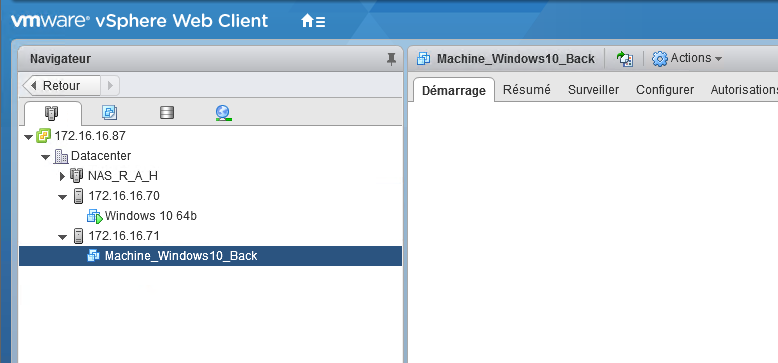 vmware® vSphere Web Client
Navigateur
Retour
172.16.16.87
Datacenter
NAS_R_A_H
172.16.16.70
Windows 10 64b
172.16.16.71
Machine_Windows10_Back
Machine_Windows10_Back Actions
Démarrage Résumé Surveiller Configurer Autorisations